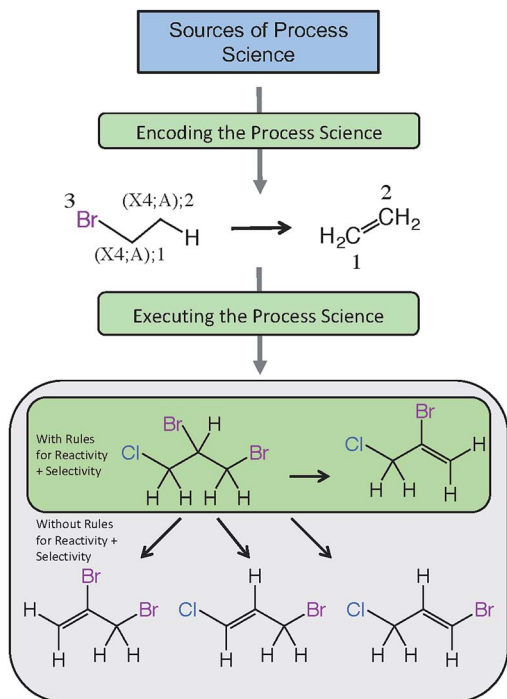 Sources of Process
Science
Encoding the Process Science
3
(X4;A);2
2
Br
H
CH₂
H₂C
(X4;A);1
1
Executing the Process Science
With Rules
for Reactivity
+ Selectivity
Br
H
Cl
Br
H
H
H
H
Br
Cl
H
H
H
H
Without Rules
for Reactivity +
Selectivity
Br
H
Br
H
H
H
H
Cl
Br
H
H
H
H
Cl
Br
H
H
H